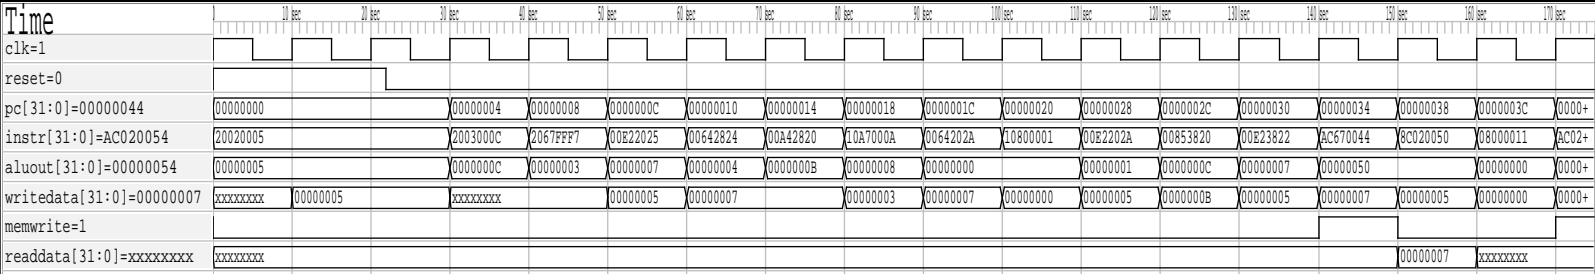 Time 10 sec 20 sec 30 sec 40 sec 50 sec 60 sec 70 sec 80 sec 90 sec 100 sec 110 sec 120 sec 130 sec 140 sec 150 sec 160 sec 170 sec
clk=1
reset=0
pc[31:0]=00000044 00000000 00000004 00000008 0000000C 00000010 00000014 00000018 0000001C 00000020 00000028 0000002C 00000030 00000034 00000038 0000003C 0000+
instr[31:0]=AC020054 20020005 2003000C 2067FFF7 00E22025 00642824 00A42820 10A7000A 0064202A 10800001 00E2202A 00853820 00E23822 AC670044 8C020050 08000011 AC02+
aluout[31:0]=00000054 00000005 0000000C 00000003 00000007 00000004 0000000B 00000008 00000000 00000001 0000000C 00000007 00000050 00000000 0000+
writedata[31:0]=00000007 xxxxxxxx 00000005 xxxxxxxx 00000005 00000007 00000003 00000007 00000000 00000005 0000000B 00000005 00000007 00000005 00000000 0000+
memwrite=1
readdata[31:0]=xxxxxxxx xxxxxxxx 00000007 xxxxxxxx